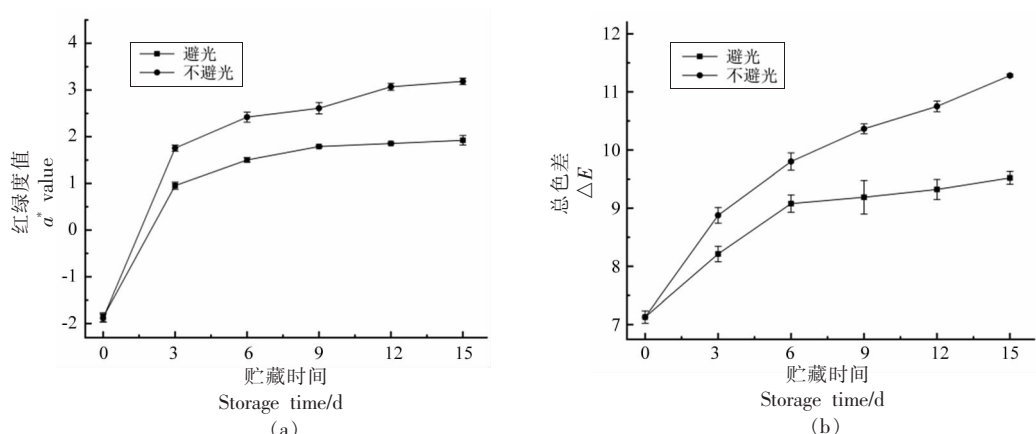 4
3
2
1
0
-1
-2
红绿度值
a* value
避光
不避光
0 3 6 9 12 15
贮藏时间
Storage time/d
(a)
12
11
10
9
8
7
总色差
△E
避光
不避光
0 3 6 9 12 15
贮藏时间
Storage time/d
(b)